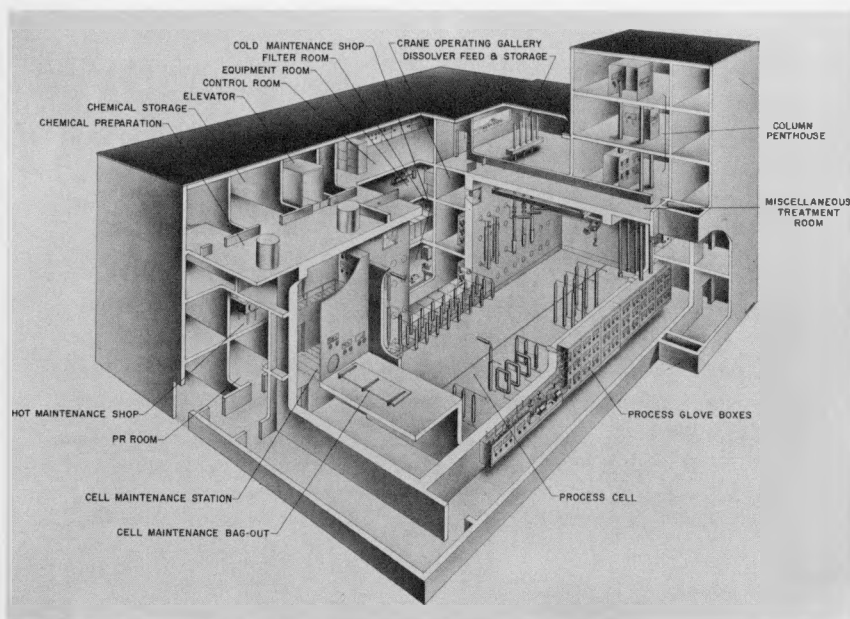 COLD MAINTENANCE SHOP
FILTER ROOM
EQUIPMENT ROOM
CONTROL ROOM
ELEVATOR
CHEMICAL STORAGE
CHEMICAL PREPARATION
CRANE OPERATING GALLERY
DISSOLVER FEED & STORAGE
COLUMN
PENTHOUSE
MISCELLANEOUS
TREATMENT
ROOM
HOT MAINTENANCE SHOP
PR ROOM
CELL MAINTENANCE STATION
CELL MAINTENANCE BAG-OUT
PROCESS GLOVE BOXES
PROCESS CELL